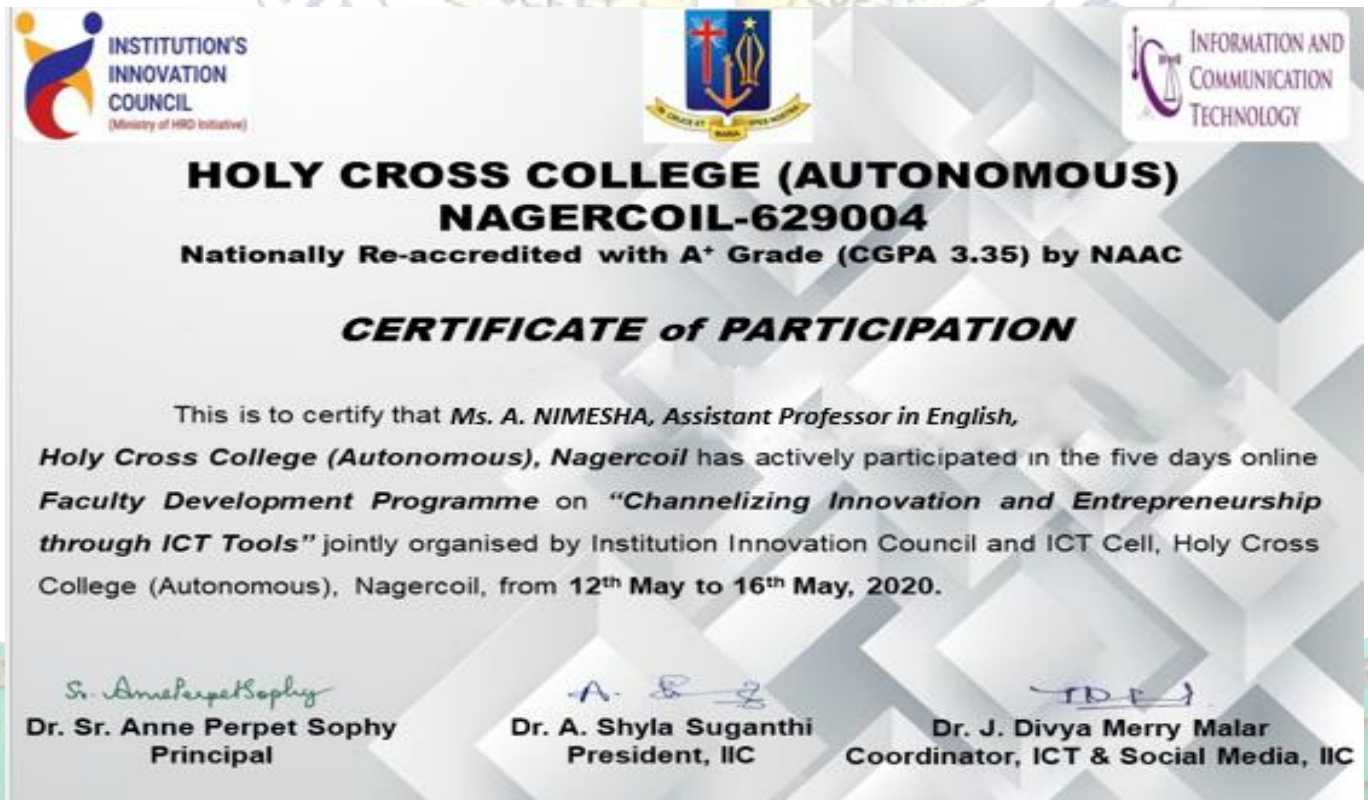 INSTITUTION'S
INNOVATION
COUNCIL
(Ministry of HRD Initiative)
INFORMATION AND
COMMUNICATION
TECHNOLOGY
HOLY CROSS COLLEGE (AUTONOMOUS)
NAGERCOIL-629004
Nationally Re-accredited with A⁺ Grade (CGPA 3.35) by NAAC
CERTIFICATE of PARTICIPATION
This is to certify that Ms. A. NIMESHA, Assistant Professor in English,
Holy Cross College (Autonomous), Nagercoil has actively participated in the five days online
Faculty Development Programme on “Channelizing Innovation and Entrepreneurship
through ICT Tools” jointly organised by Institution Innovation Council and ICT Cell, Holy Cross
College (Autonomous), Nagercoil, from 12ᵗʰ May to 16ᵗʰ May, 2020.
Sr. AnnePerpetSophy
Dr. Sr. Anne Perpet Sophy
Principal
Dr. A. Shyla Suganthi
President, IIC
Dr. J. Divya Merry Malar
Coordinator, ICT & Social Media, IIC